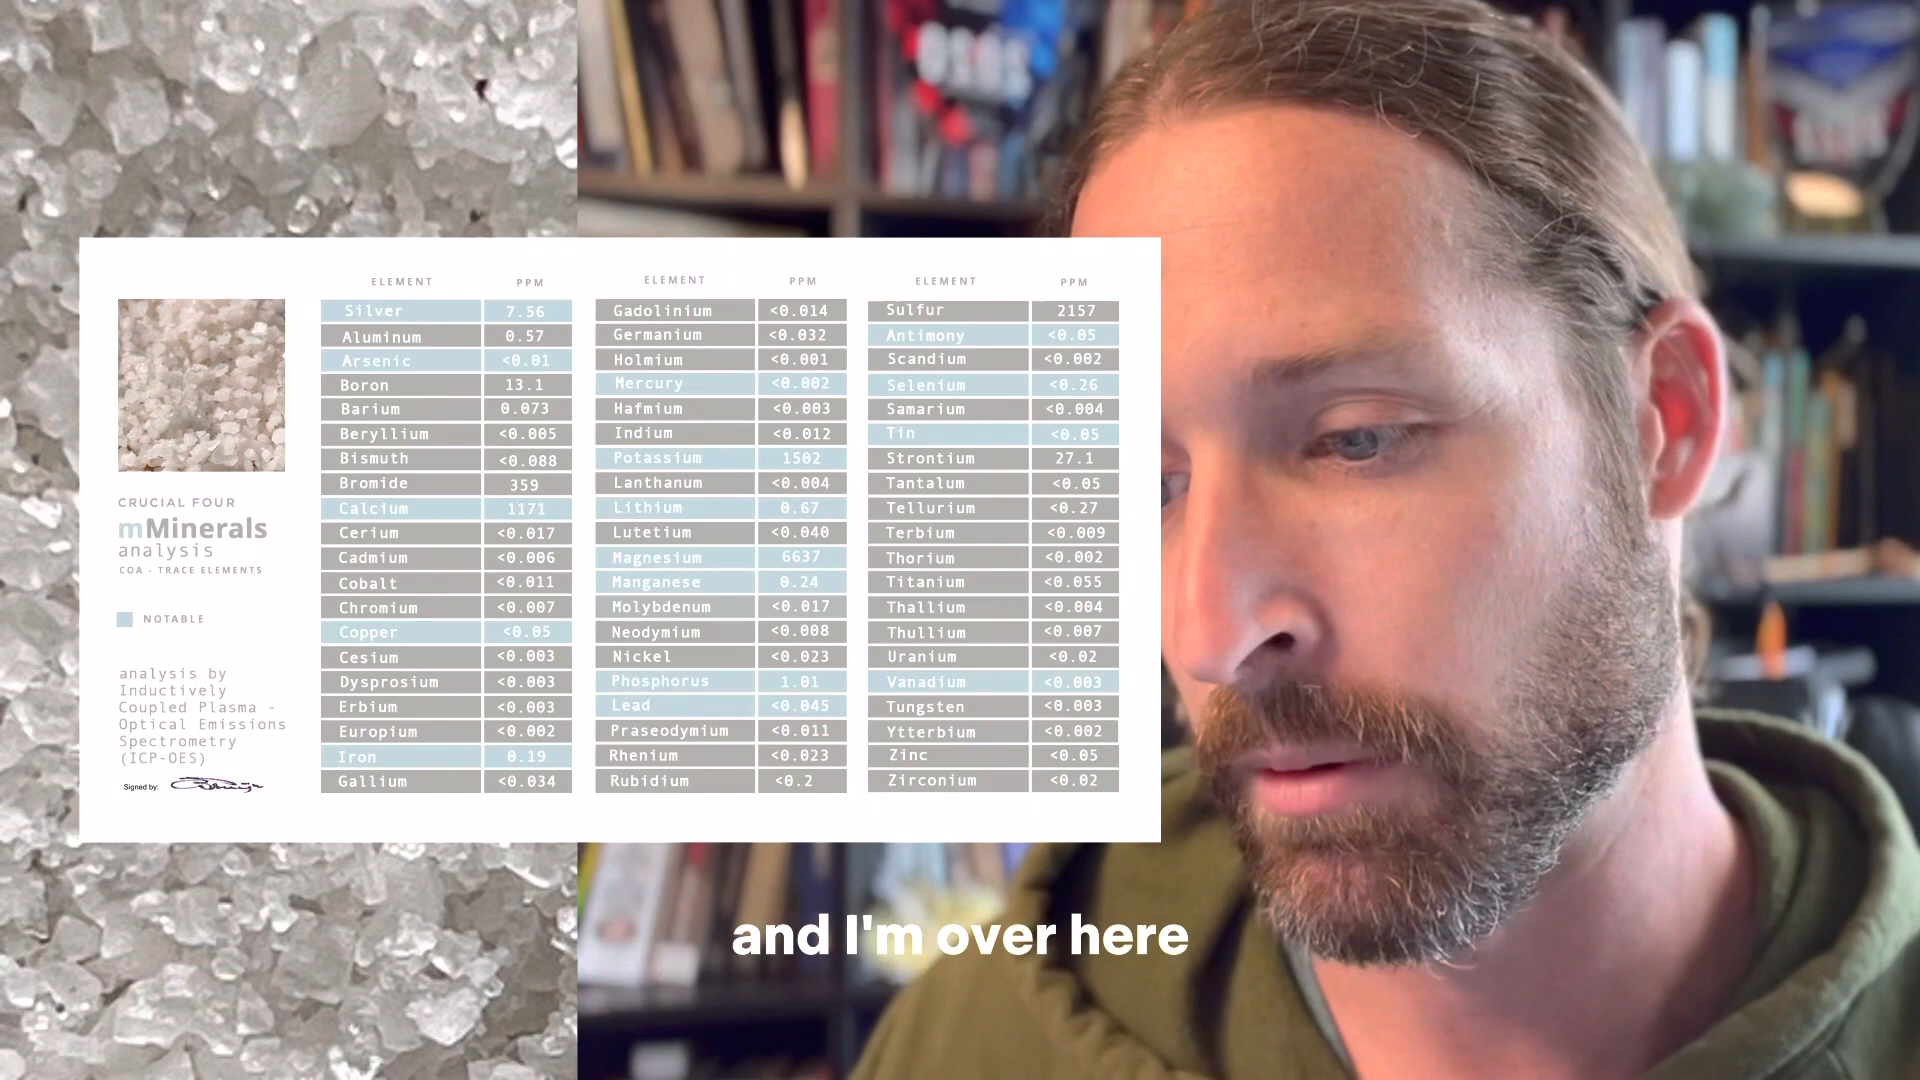 ELEMENT PPM
Silver 7.56
Aluminum 0.57
Arsenic <0.01
Boron 13.1
Barium 0.073
Beryllium <0.005
Bismuth <0.088
Bromide 359
Calcium 1171
Cerium <0.017
Cadmium <0.006
Cobalt <0.011
Chromium <0.007
Copper <0.05
Cesium <0.003
Dysprosium <0.003
Erbium <0.003
Europium <0.002
Iron 0.19
Gallium <0.034
ELEMENT PPM
Gadolinium <0.014
Germanium <0.032
Holmium <0.001
Mercury <0.002
Hafmium <0.003
Indium <0.012
Potassium 1502
Lanthanum <0.004
Lithium 0.67
Lutetium <0.040
Magnesium 6637
Manganese 0.24
Molybdenum <0.017
Neodymium <0.008
Nickel <0.023
Phosphorus 1.01
Lead <0.045
Praseodymium <0.011
Rhenium <0.023
Rubidium <0.2
ELEMENT PPM
Sulfur 2157
Antimony <0.05
Scandium <0.002
Selenium <0.26
Samarium <0.004
Tin <0.05
Strontium 27.1
Tantalum <0.05
Tellurium <0.27
Terbium <0.009
Thorium <0.002
Titanium <0.055
Thallium <0.004
Thullium <0.007
Uranium <0.02
Vanadium <0.003
Tungsten <0.003
Ytterbium <0.002
Zinc <0.05
Zirconium <0.02
CRUCIAL FOUR
mMinerals
analysis
COA - TRACE ELEMENTS
NOTABLE
analysis by
Inductively
Coupled Plasma -
Optical Emissions
Spectrometry
(ICP-OES)
Signed by:
and I'm over here